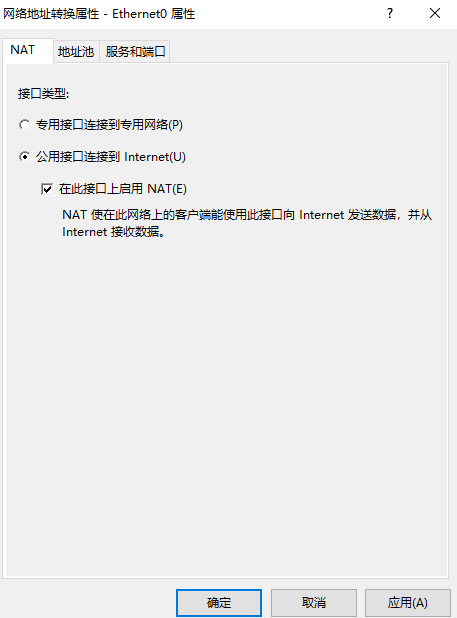 网络地址转换属性 - Ethernet0 属性
?
NAT 地址池 服务和端口
接口类型:
专用接口连接到专用网络(P)
公用接口连接到 Internet(U)
在此接口上启用 NAT(E)
NAT 使在此网络上的客户端能使用此接口向 Internet 发送数据，并从
Internet 接收数据。
确定 取消 应用(A)